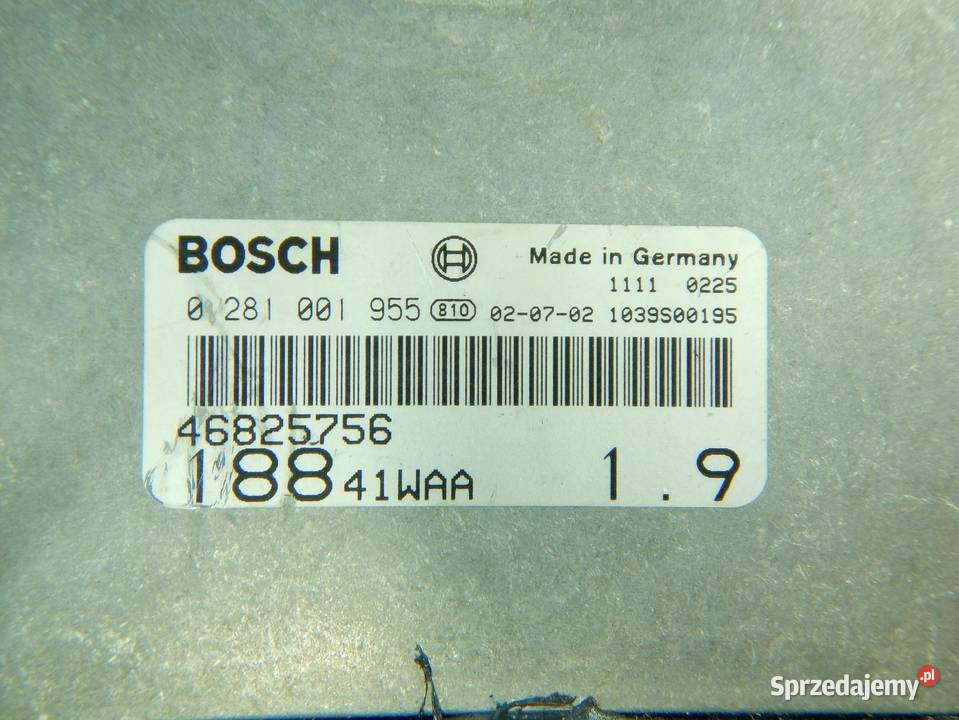 BOSCH Made in Germany
1111 0225
0 281 001 955 810 02-07-02 1039S00195
46825756
188 41WAA 1.9
Sprzedajemy.pl